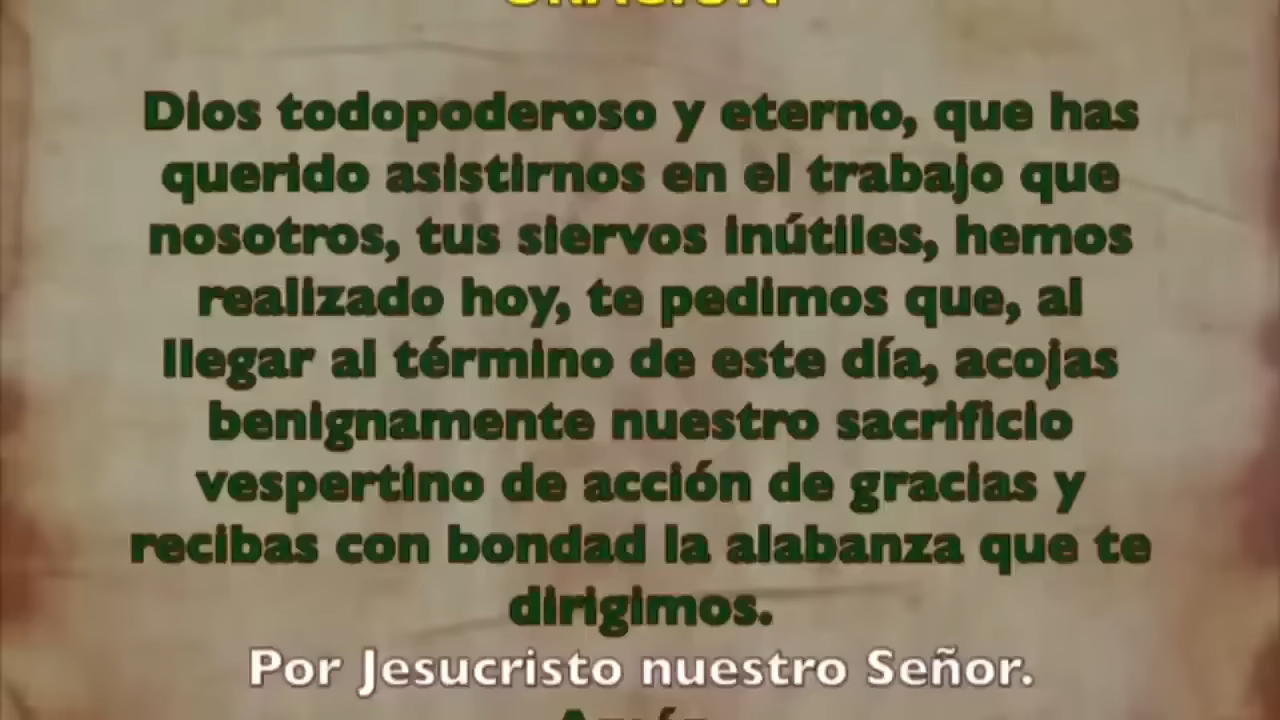 ORACIÓN
Dios todopoderoso y eterno, que has
querido asistirnos en el trabajo que
nosotros, tus siervos inútiles, hemos
realizado hoy, te pedimos que, al
llegar al término de este día, acojas
benignamente nuestro sacrificio
vespertino de acción de gracias y
recibas con bondad la alabanza que te
dirigimos.
Por Jesucristo nuestro Señor.